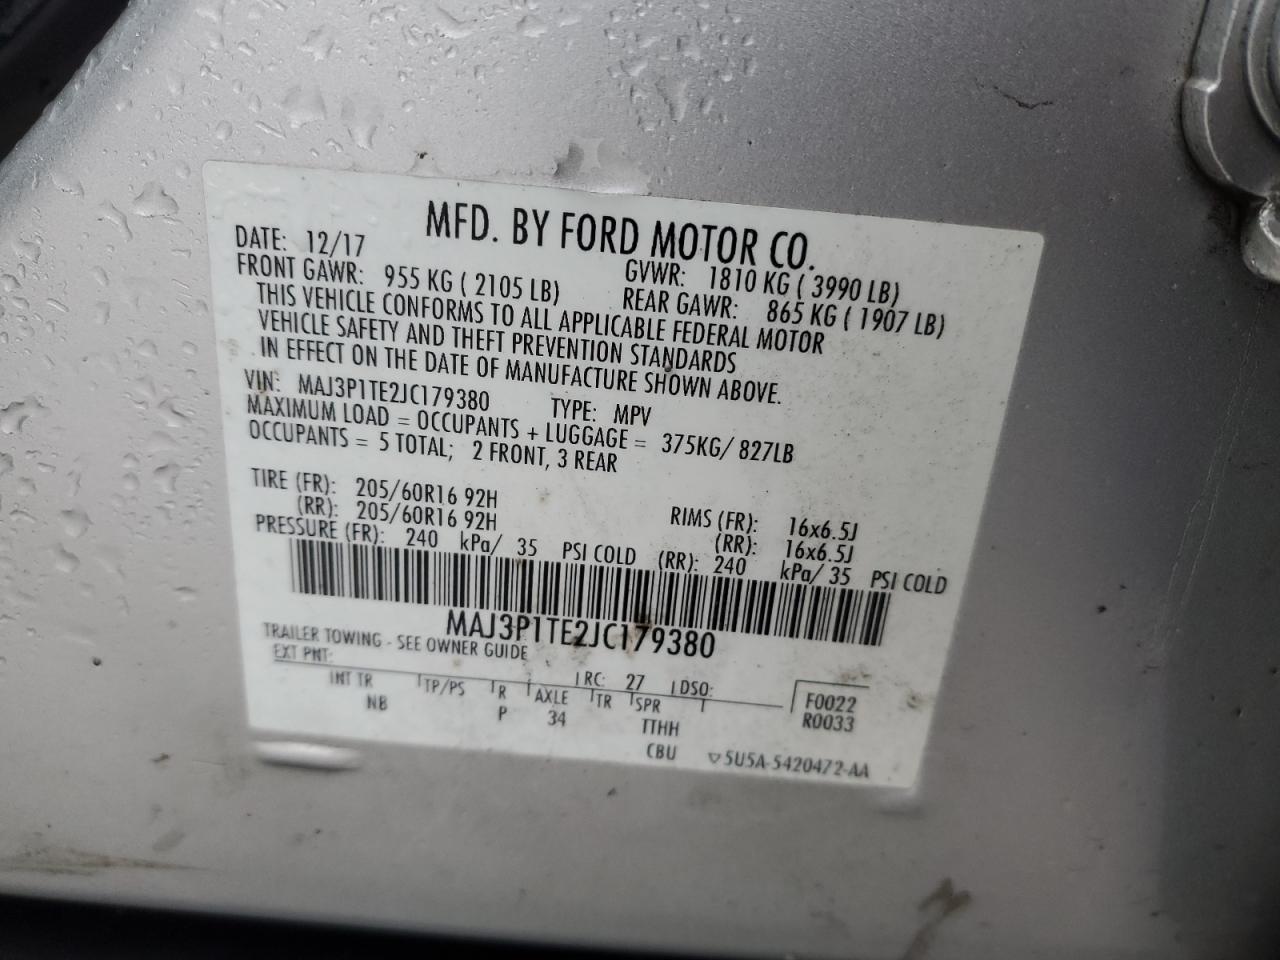 MFD. BY FORD MOTOR CO.
DATE: 12/17 GVWR: 1810 KG ( 3990 LB)
FRONT GAWR: 955 KG ( 2105 LB) REAR GAWR: 865 KG ( 1907 LB)
THIS VEHICLE CONFORMS TO ALL APPLICABLE FEDERAL MOTOR
VEHICLE SAFETY AND THEFT PREVENTION STANDARDS
IN EFFECT ON THE DATE OF MANUFACTURE SHOWN ABOVE.
VIN: MAJ3P1TE2JC179380 TYPE: MPV
MAXIMUM LOAD = OCCUPANTS + LUGGAGE = 375KG/ 827LB
OCCUPANTS = 5 TOTAL; 2 FRONT, 3 REAR
TIRE (FR): 205/60R16 92H RIMS (FR): 16x6.5J
(RR): 205/60R16 92H (RR): 16x6.5J
PRESSURE (FR): 240 kPa/ 35 PSI COLD (RR): 240 kPa/ 35 PSI COLD
MAJ3P1TE2JC179380
TRAILER TOWING - SEE OWNER GUIDE
EXT PNT: RC: 27 DSO:
INT TR TP/PS R AXLE TR SPR F0022
NB P 34 TTHH R0033
CBU ▽5U5A-5420472-AA